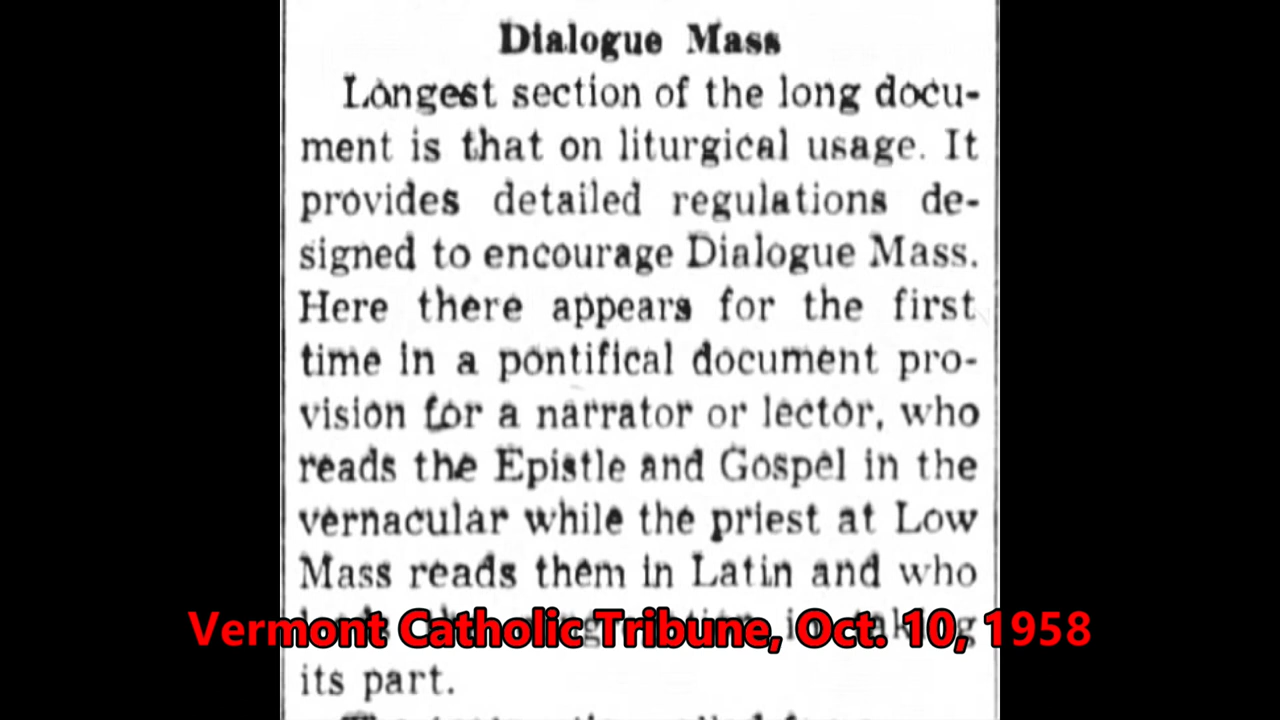 Dialogue Mass
Longest section of the long docu-
ment is that on liturgical usage. It
provides detailed regulations de-
signed to encourage Dialogue Mass.
Here there appears for the first
time in a pontifical document pro-
vision for a narrator or lector, who
reads the Epistle and Gospel in the
vernacular while the priest at Low
Mass reads them in Latin and who
Vermont Catholic Tribune, Oct. 10, 1958
its part.